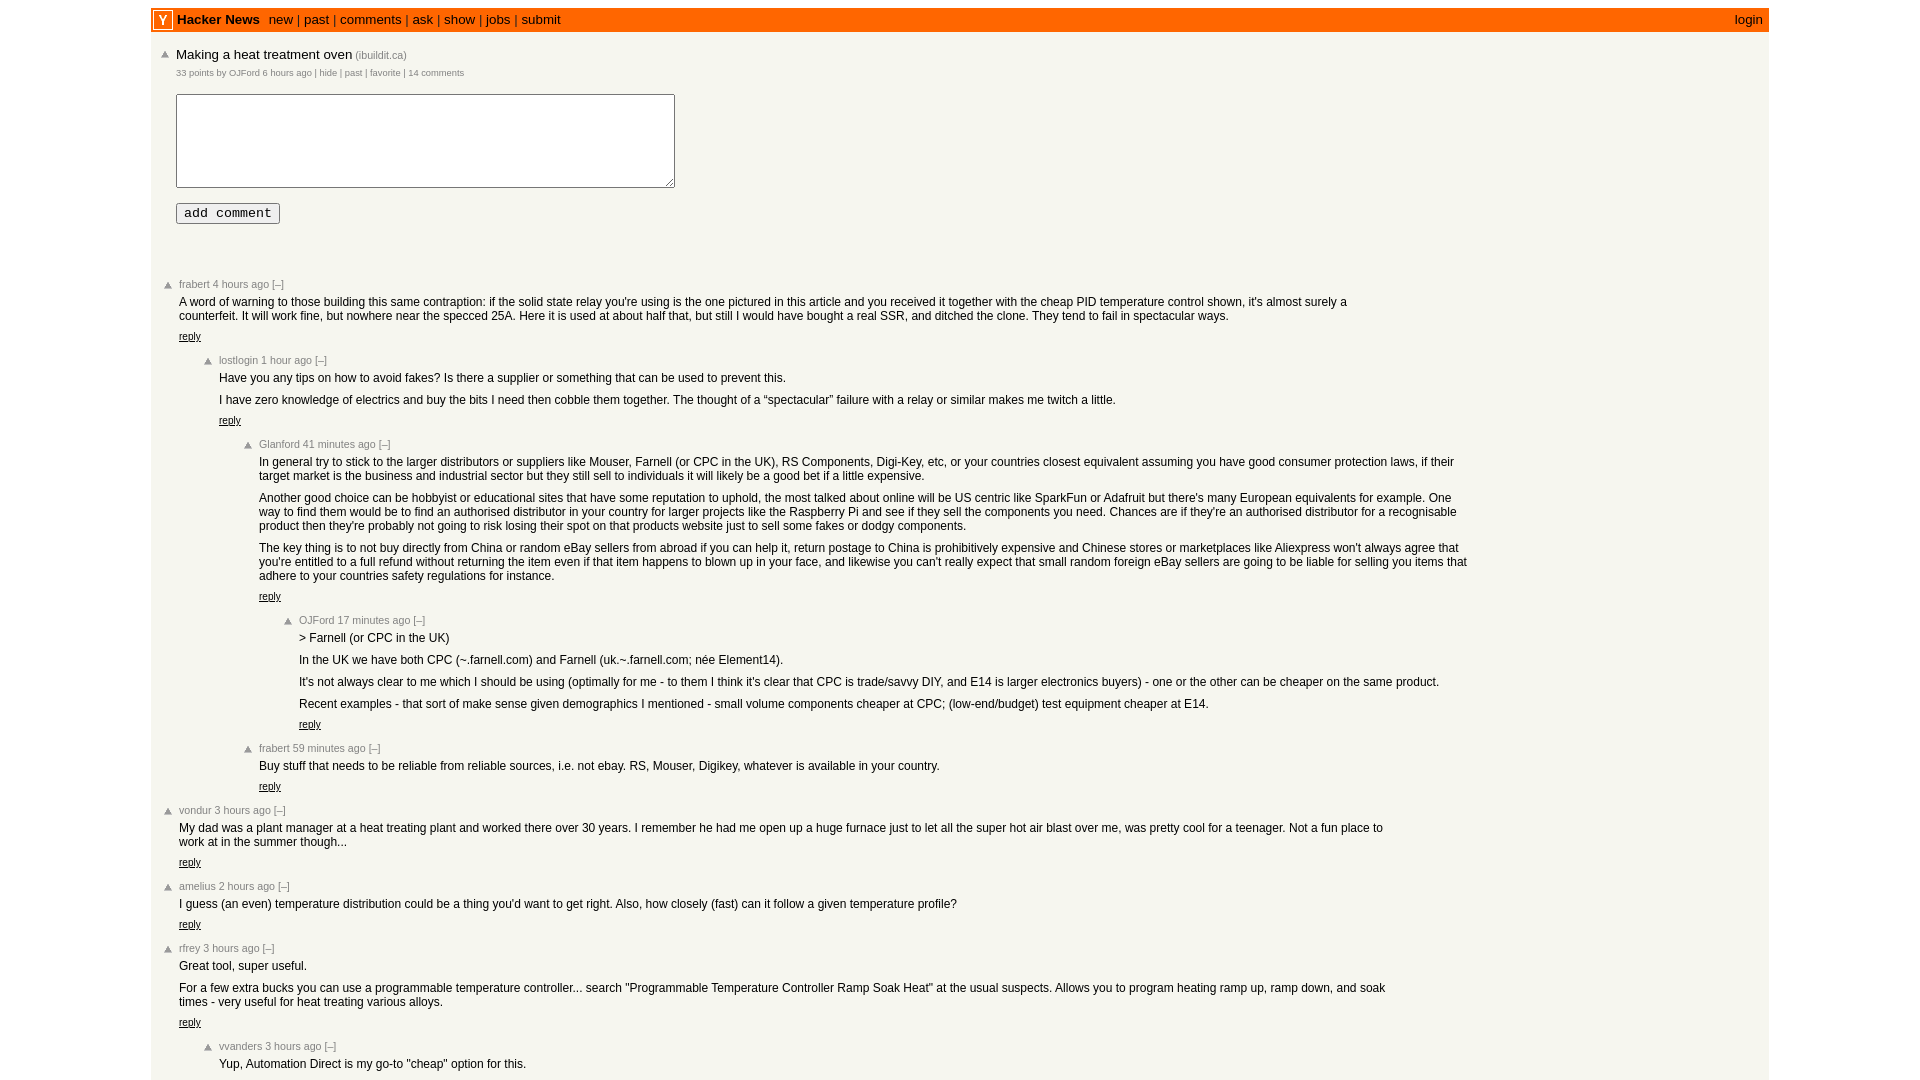 Y Hacker News new | past | comments | ask | show | jobs | submit login
Making a heat treatment oven (ibuildit.ca)
33 points by OJFord 6 hours ago | hide | past | favorite | 14 comments
add comment
frabert 4 hours ago [–]
A word of warning to those building this same contraption: if the solid state relay you're using is the one pictured in this article and you received it together with the cheap PID temperature control shown, it's almost surely a
counterfeit. It will work fine, but nowhere near the specced 25A. Here it is used at about half that, but still I would have bought a real SSR, and ditched the clone. They tend to fail in spectacular ways.
reply
lostlogin 1 hour ago [–]
Have you any tips on how to avoid fakes? Is there a supplier or something that can be used to prevent this.
I have zero knowledge of electrics and buy the bits I need then cobble them together. The thought of a “spectacular” failure with a relay or similar makes me twitch a little.
reply
Glanford 41 minutes ago [–]
In general try to stick to the larger distributors or suppliers like Mouser, Farnell (or CPC in the UK), RS Components, Digi-Key, etc, or your countries closest equivalent assuming you have good consumer protection laws, if their
target market is the business and industrial sector but they still sell to individuals it will likely be a good bet if a little expensive.
Another good choice can be hobbyist or educational sites that have some reputation to uphold, the most talked about online will be US centric like SparkFun or Adafruit but there's many European equivalents for example. One
way to find them would be to find an authorised distributor in your country for larger projects like the Raspberry Pi and see if they sell the components you need. Chances are if they're an authorised distributor for a recognisable
product then they're probably not going to risk losing their spot on that products website just to sell some fakes or dodgy components.
The key thing is to not buy directly from China or random eBay sellers from abroad if you can help it, return postage to China is prohibitively expensive and Chinese stores or marketplaces like Aliexpress won't always agree that
you're entitled to a full refund without returning the item even if that item happens to blown up in your face, and likewise you can't really expect that small random foreign eBay sellers are going to be liable for selling you items that
adhere to your countries safety regulations for instance.
reply
OJFord 17 minutes ago [–]
> Farnell (or CPC in the UK)
In the UK we have both CPC (~.farnell.com) and Farnell (uk.~.farnell.com; née Element14).
It's not always clear to me which I should be using (optimally for me - to them I think it's clear that CPC is trade/savvy DIY, and E14 is larger electronics buyers) - one or the other can be cheaper on the same product.
Recent examples - that sort of make sense given demographics I mentioned - small volume components cheaper at CPC; (low-end/budget) test equipment cheaper at E14.
reply
frabert 59 minutes ago [–]
Buy stuff that needs to be reliable from reliable sources, i.e. not ebay. RS, Mouser, Digikey, whatever is available in your country.
reply
vondur 3 hours ago [–]
My dad was a plant manager at a heat treating plant and worked there over 30 years. I remember he had me open up a huge furnace just to let all the super hot air blast over me, was pretty cool for a teenager. Not a fun place to
work at in the summer though...
reply
amelius 2 hours ago [–]
I guess (an even) temperature distribution could be a thing you'd want to get right. Also, how closely (fast) can it follow a given temperature profile?
reply
rfrey 3 hours ago [–]
Great tool, super useful.
For a few extra bucks you can use a programmable temperature controller... search "Programmable Temperature Controller Ramp Soak Heat" at the usual suspects. Allows you to program heating ramp up, ramp down, and soak
times - very useful for heat treating various alloys.
reply
vvanders 3 hours ago [–]
Yup, Automation Direct is my go-to "cheap" option for this.